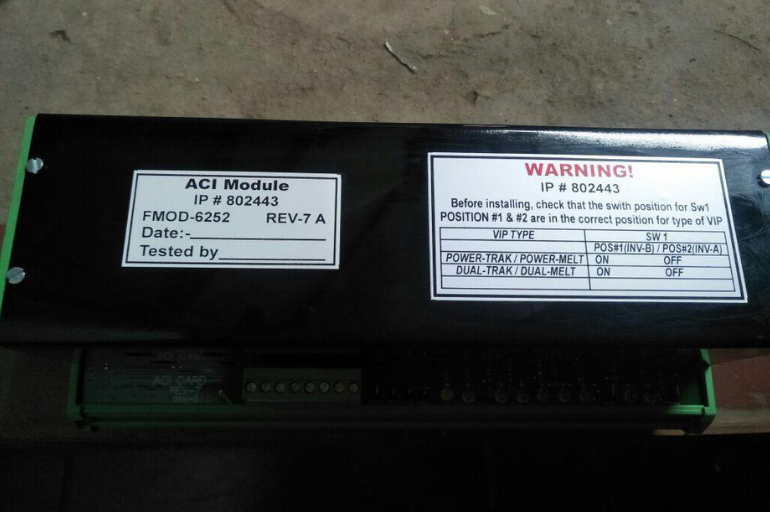 ACI Module
IP # 802443
FMOD-6252 REV-7 A
Date:-
Tested by
WARNING!
IP # 802443
Before installing, check that the swith position for Sw1
POSITION #1 & #2 are in the correct position for type of VIP
VIP TYPE SW 1
POS#1(INV-B) / POS#2(INV-A)
POWER-TRAK / POWER-MELT ON OFF
DUAL-TRAK / DUAL-MELT ON OFF
ACI CARD